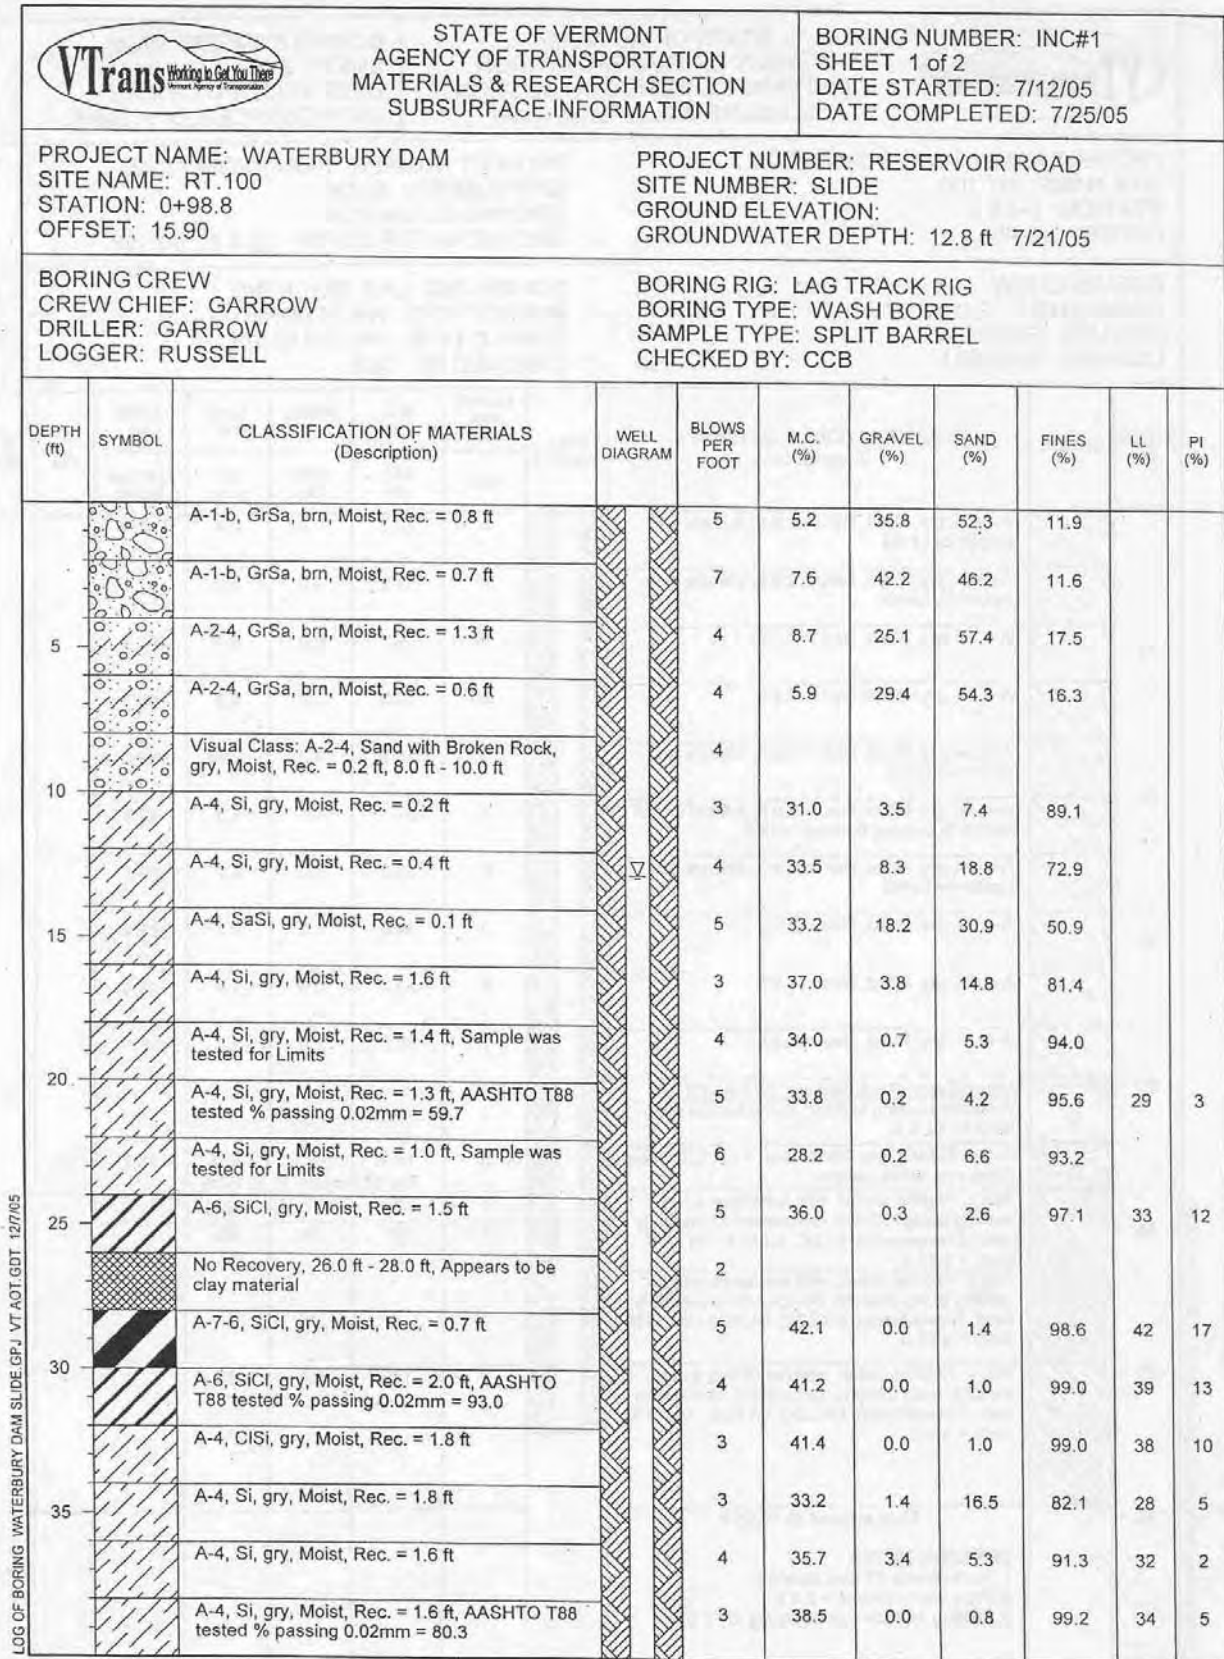 VTrans Working to Get You There
Vermont Agency of Transportation
STATE OF VERMONT
AGENCY OF TRANSPORTATION
MATERIALS & RESEARCH SECTION
SUBSURFACE INFORMATION
BORING NUMBER: INC#1
SHEET 1 of 2
DATE STARTED: 7/12/05
DATE COMPLETED: 7/25/05
PROJECT NAME: WATERBURY DAM
SITE NAME: RT.100
STATION: 0+98.8
OFFSET: 15.90
PROJECT NUMBER: RESERVOIR ROAD
SITE NUMBER: SLIDE
GROUND ELEVATION:
GROUNDWATER DEPTH: 12.8 ft 7/21/05
BORING CREW
CREW CHIEF: GARROW
DRILLER: GARROW
LOGGER: RUSSELL
BORING RIG: LAG TRACK RIG
BORING TYPE: WASH BORE
SAMPLE TYPE: SPLIT BARREL
CHECKED BY: CCB
DEPTH (ft) SYMBOL CLASSIFICATION OF MATERIALS (Description) WELL DIAGRAM BLOWS PER FOOT M.C. (%) GRAVEL (%) SAND (%) FINES (%) LL (%) PI (%)
A-1-b, GrSa, brn, Moist, Rec. = 0.8 ft 5 5.2 35.8 52.3 11.9
A-1-b, GrSa, brn, Moist, Rec. = 0.7 ft 7 7.6 42.2 46.2 11.6
5 A-2-4, GrSa, brn, Moist, Rec. = 1.3 ft 4 8.7 25.1 57.4 17.5
A-2-4, GrSa, brn, Moist, Rec. = 0.6 ft 4 5.9 29.4 54.3 16.3
Visual Class: A-2-4, Sand with Broken Rock, 4
gry, Moist, Rec. = 0.2 ft, 8.0 ft - 10.0 ft
10 A-4, Si, gry, Moist, Rec. = 0.2 ft 3 31.0 3.5 7.4 89.1
A-4, Si, gry, Moist, Rec. = 0.4 ft 4 33.5 8.3 18.8 72.9
15 A-4, SaSi, gry, Moist, Rec. = 0.1 ft 5 33.2 18.2 30.9 50.9
A-4, Si, gry, Moist, Rec. = 1.6 ft 3 37.0 3.8 14.8 81.4
A-4, Si, gry, Moist, Rec. = 1.4 ft, Sample was 4 34.0 0.7 5.3 94.0
tested for Limits
20 A-4, Si, gry, Moist, Rec. = 1.3 ft, AASHTO T88 5 33.8 0.2 4.2 95.6 29 3
tested % passing 0.02mm = 59.7
A-4, Si, gry, Moist, Rec. = 1.0 ft, Sample was 6 28.2 0.2 6.6 93.2
tested for Limits
25 A-6, SiCl, gry, Moist, Rec. = 1.5 ft 5 36.0 0.3 2.6 97.1 33 12
No Recovery, 26.0 ft - 28.0 ft, Appears to be 2
clay material
A-7-6, SiCl, gry, Moist, Rec. = 0.7 ft 5 42.1 0.0 1.4 98.6 42 17
30 A-6, SiCl, gry, Moist, Rec. = 2.0 ft, AASHTO 4 41.2 0.0 1.0 99.0 39 13
T88 tested % passing 0.02mm = 93.0
A-4, ClSi, gry, Moist, Rec. = 1.8 ft 3 41.4 0.0 1.0 99.0 38 10
35 A-4, Si, gry, Moist, Rec. = 1.8 ft 3 33.2 1.4 16.5 82.1 28 5
A-4, Si, gry, Moist, Rec. = 1.6 ft 4 35.7 3.4 5.3 91.3 32 2
A-4, Si, gry, Moist, Rec. = 1.6 ft, AASHTO T88 3 38.5 0.0 0.8 99.2 34 5
tested % passing 0.02mm = 80.3
LOG OF BORING WATERBURY DAM SLIDE.GPJ VT AOT.GDT 12/7/05